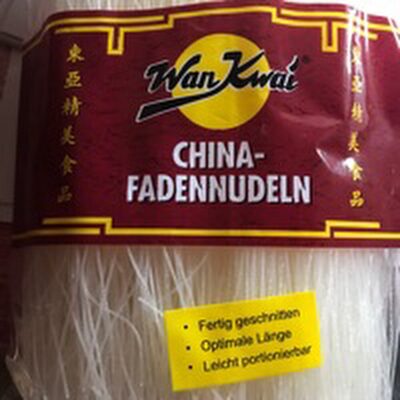 東亞精美食品
Wan Kwai
東亞精美食品
CHINA-
FADENNUDELN
• Fertig geschnitten
• Optimale Länge
• Leicht portionierbar